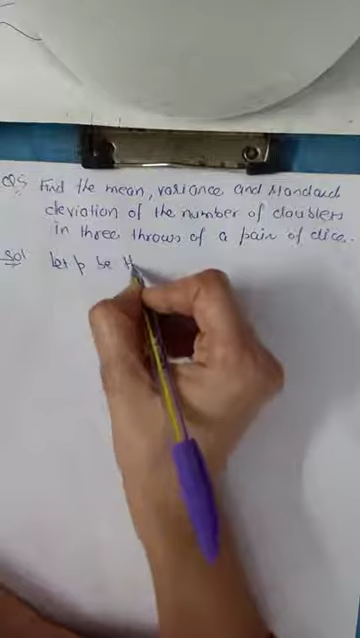 Q5 Find the mean, variance and standard
deviation of the number of doublets
in three throws of a pair of dice.
Sol let p be